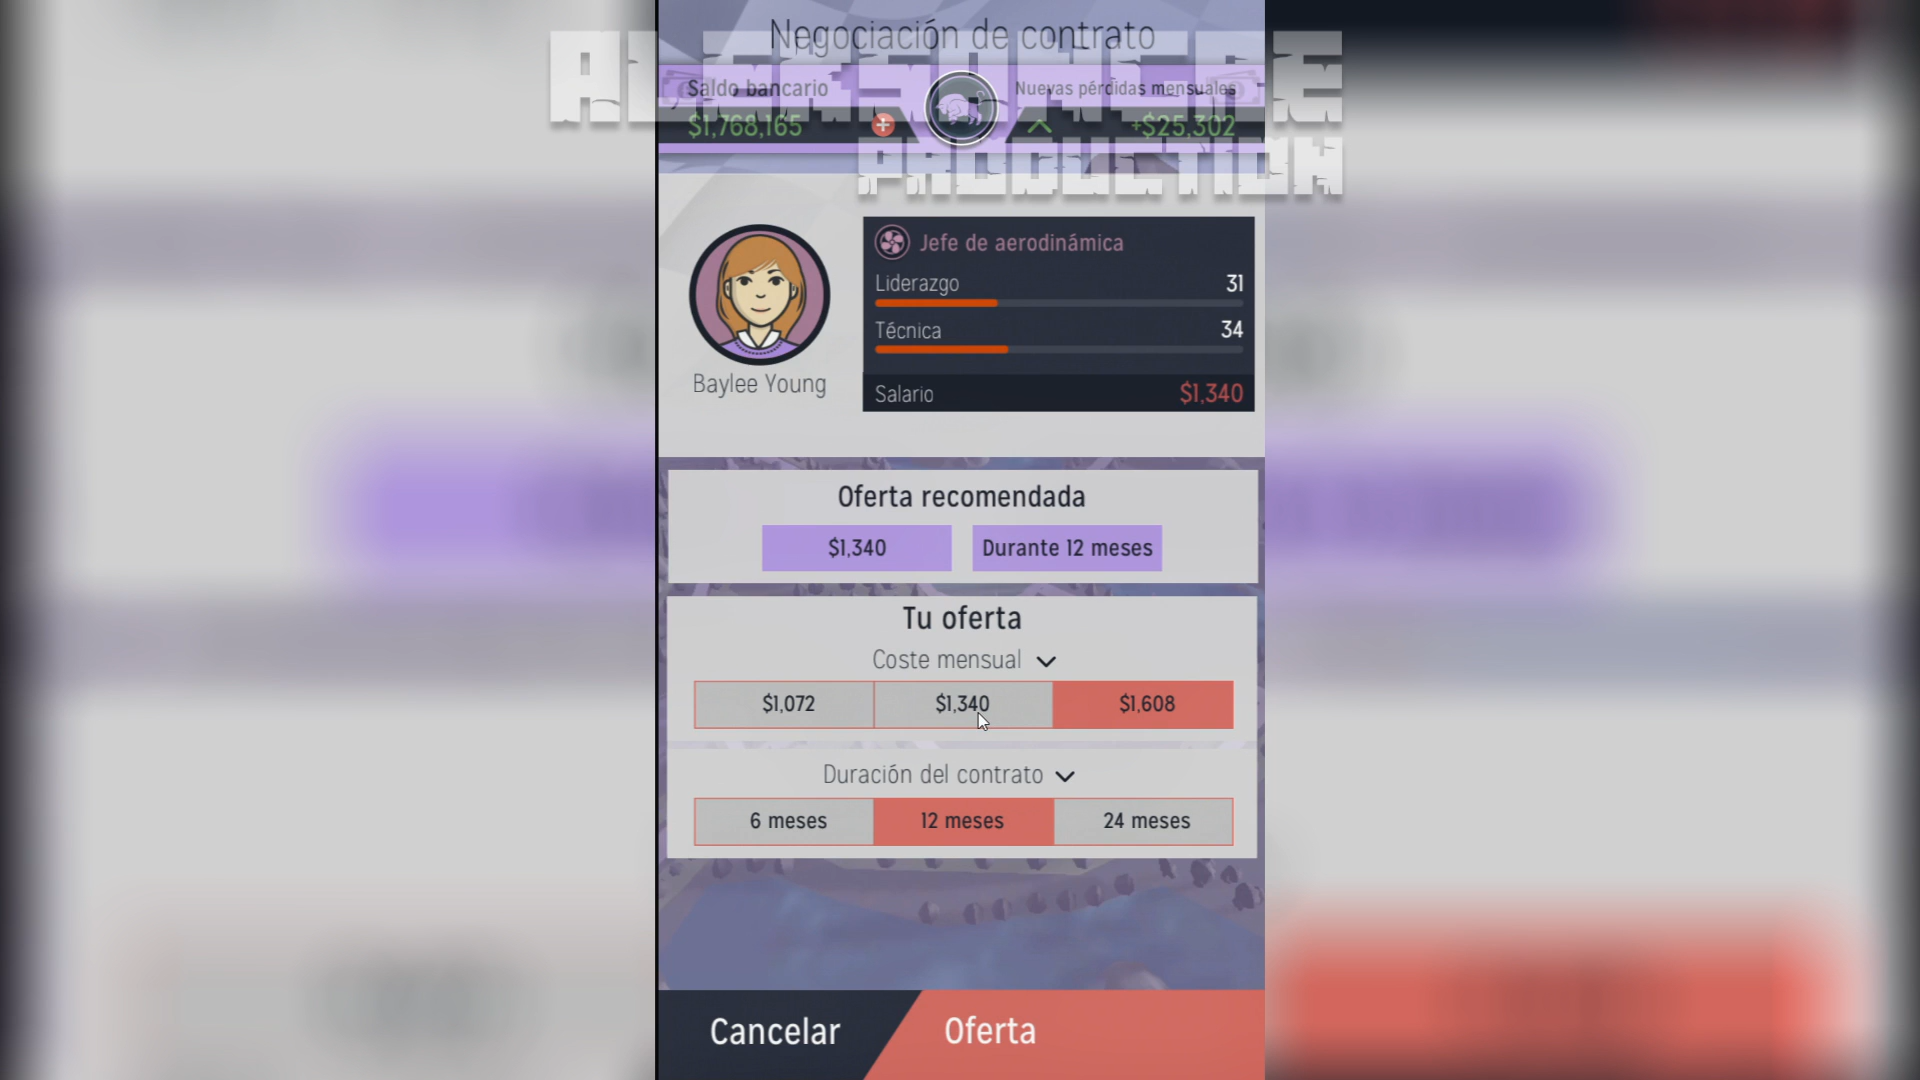 Negociación de contrato
Saldo bancario
$1,768,165
Nuevas pérdidas mensuales
+$25,302
PRODUCTION
Baylee Young
Jefe de aerodinámica
Liderazgo 31
Técnica 34
Salario $1,340
Oferta recomendada
$1,340 Durante 12 meses
Tu oferta
Coste mensual
$1,072 $1,340 $1,608
Duración del contrato
6 meses 12 meses 24 meses
Cancelar Oferta